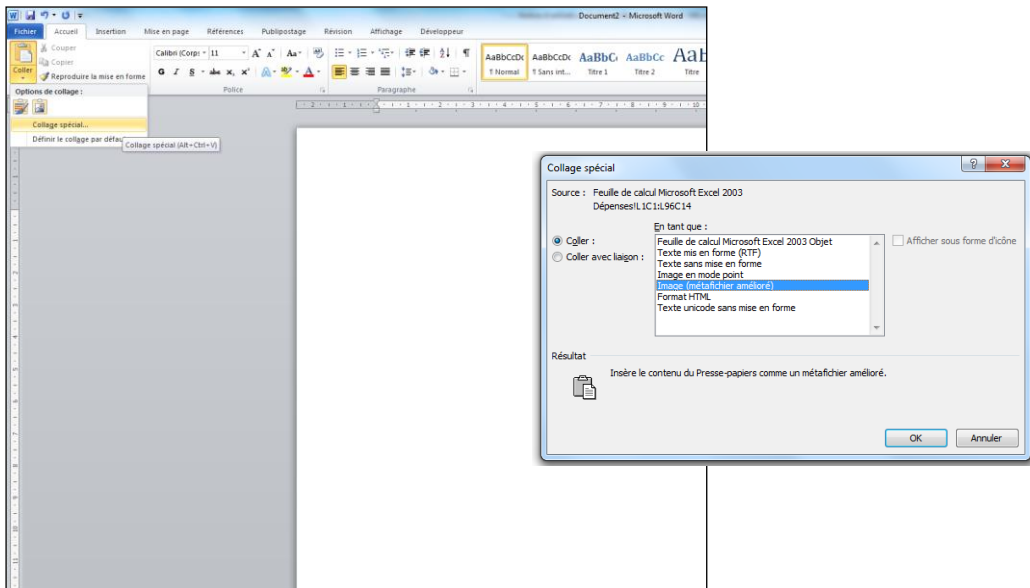 Document2 - Microsoft Word
Fichier Accueil Insertion Mise en page Références Publipostage Révision Affichage Développeur
Couper
Copier
Reproduire la mise en forme
Coller
Calibri (Corps 11
G I S abc x, x²
Police
Paragraphe
AaBbCcDc AaBbCcDc AaBbC AaBbCc AaB
¶ Normal ¶ Sans int... Titre 1 Titre 2 Titre
Options de collage :
Collage spécial...
Définir le collage par défau
Collage spécial (Alt+Ctrl+V)
Collage spécial
Source : Feuille de calcul Microsoft Excel 2003
Dépenses!L1C1:L96C14
En tant que :
Coller :
Coller avec liaison :
Feuille de calcul Microsoft Excel 2003 Objet
Texte mis en forme (RTF)
Texte sans mise en forme
Image en mode point
Image (métafichier amélioré)
Format HTML
Texte unicode sans mise en forme
Afficher sous forme d'icône
Résultat
Insère le contenu du Presse-papiers comme un métafichier amélioré.
OK Annuler